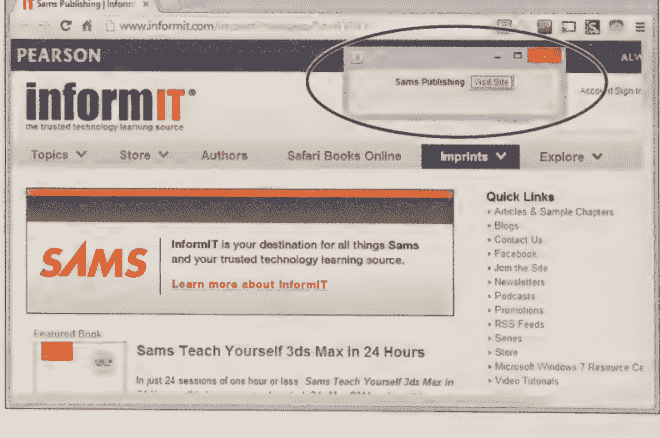 Sams Publishing | Inform
www.informit.com/
PEARSON
ALW
Sams Publishing Visit Site
informIT®
the trusted technology learning source
Account Sign In
Topics Store Authors Safari Books Online Imprints Explore
SAMS
InformIT is your destination for all things Sams
and your trusted technology learning source.
Learn more about InformIT
Quick Links
» Articles & Sample Chapters
» Blogs
» Contact Us
» Facebook
» Join the Site
» Newsletters
» Podcasts
» Promotions
» RSS Feeds
» Series
» Store
» Microsoft Windows 7 Resource Ce
» Video Tutorials
Featured Book
Sams Teach Yourself 3ds Max in 24 Hours
In just 24 sessions of one hour or less Sams Teach Yourself 3ds Max in